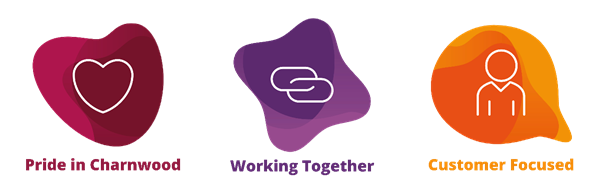 Pride in Charnwood
Working Together
Customer Focused